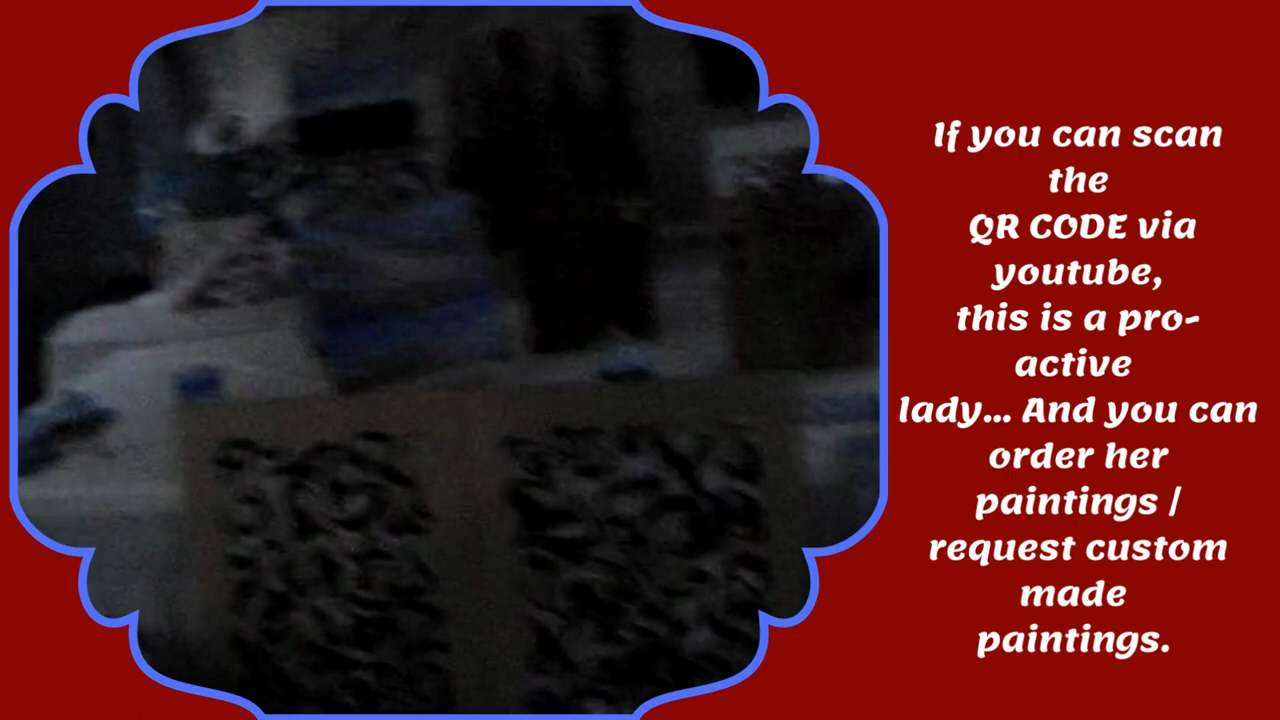 If you can scan
the
QR CODE via
youtube,
this is a pro-
active
lady... And you can
order her
paintings /
request custom
made
paintings.